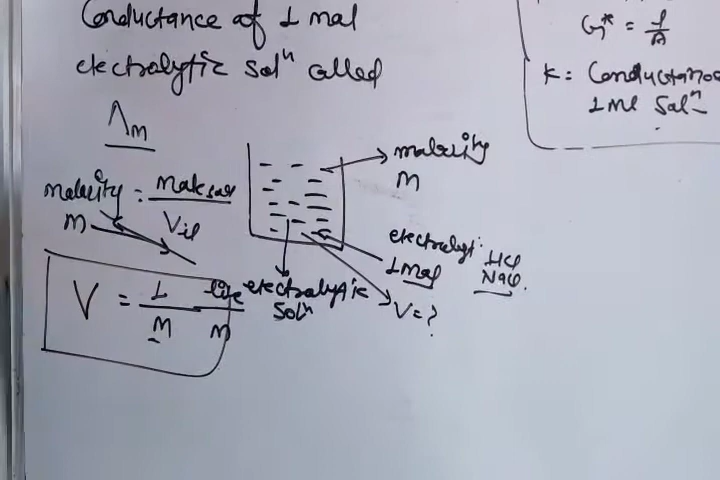 Conductance of 1 mol
electrolytic solⁿ called
Λm
molarity = mole
M
V
V = 1 / M
M
molarity
M
electrolyt
1 mol
HCl
NaCl.
V = ?
electrolytic
Solⁿ
G* = l/A
K = Conductance
1 Ml Solⁿ